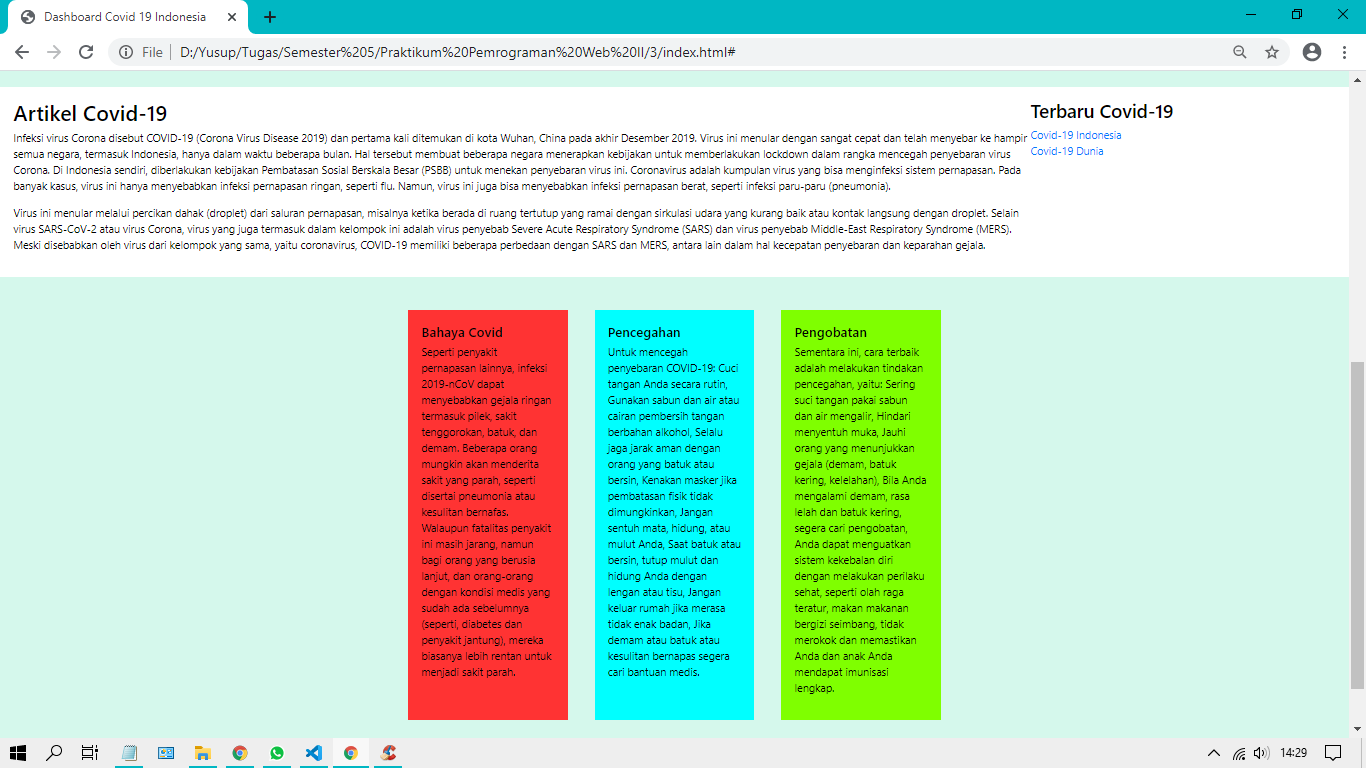 Dashboard Covid 19 Indonesia
File
D:/Yusup/Tugas/Semester%205/Praktikum%20Pemrograman%20Web%20II/3/index.html#
Artikel Covid-19
Infeksi virus Corona disebut COVID-19 (Corona Virus Disease 2019) dan pertama kali ditemukan di kota Wuhan, China pada akhir Desember 2019. Virus ini menular dengan sangat cepat dan telah menyebar ke hampir
semua negara, termasuk Indonesia, hanya dalam waktu beberapa bulan. Hal tersebut membuat beberapa negara menerapkan kebijakan untuk memberlakukan lockdown dalam rangka mencegah penyebaran virus
Corona. Di Indonesia sendiri, diberlakukan kebijakan Pembatasan Sosial Berskala Besar (PSBB) untuk menekan penyebaran virus ini. Coronavirus adalah kumpulan virus yang bisa menginfeksi sistem pernapasan. Pada
banyak kasus, virus ini hanya menyebabkan infeksi pernapasan ringan, seperti flu. Namun, virus ini juga bisa menyebabkan infeksi pernapasan berat, seperti infeksi paru-paru (pneumonia).
Virus ini menular melalui percikan dahak (droplet) dari saluran pernapasan, misalnya ketika berada di ruang tertutup yang ramai dengan sirkulasi udara yang kurang baik atau kontak langsung dengan droplet. Selain
virus SARS-CoV-2 atau virus Corona, virus yang juga termasuk dalam kelompok ini adalah virus penyebab Severe Acute Respiratory Syndrome (SARS) dan virus penyebab Middle-East Respiratory Syndrome (MERS).
Meski disebabkan oleh virus dari kelompok yang sama, yaitu coronavirus, COVID-19 memiliki beberapa perbedaan dengan SARS dan MERS, antara lain dalam hal kecepatan penyebaran dan keparahan gejala.
Terbaru Covid-19
Covid-19 Indonesia
Covid-19 Dunia
Bahaya Covid
Seperti penyakit
pernapasan lainnya, infeksi
2019-nCoV dapat
menyebabkan gejala ringan
termasuk pilek, sakit
tenggorokan, batuk, dan
demam. Beberapa orang
mungkin akan menderita
sakit yang parah, seperti
disertai pneumonia atau
kesulitan bernafas.
Walaupun fatalitas penyakit
ini masih jarang, namun
bagi orang yang berusia
lanjut, dan orang-orang
dengan kondisi medis yang
sudah ada sebelumnya
(seperti, diabetes dan
penyakit jantung), mereka
biasanya lebih rentan untuk
menjadi sakit parah.
Pencegahan
Untuk mencegah
penyebaran COVID-19: Cuci
tangan Anda secara rutin,
Gunakan sabun dan air atau
cairan pembersih tangan
berbahan alkohol, Selalu
jaga jarak aman dengan
orang yang batuk atau
bersin, Kenakan masker jika
pembatasan fisik tidak
dimungkinkan, Jangan
sentuh mata, hidung, atau
mulut Anda, Saat batuk atau
bersin, tutup mulut dan
hidung Anda dengan
lengan atau tisu, Jangan
keluar rumah jika merasa
tidak enak badan, Jika
demam atau batuk atau
kesulitan bernapas segera
cari bantuan medis.
Pengobatan
Sementara ini, cara terbaik
adalah melakukan tindakan
pencegahan, yaitu: Sering
suci tangan pakai sabun
dan air mengalir, Hindari
menyentuh muka, Jauhi
orang yang menunjukkan
gejala (demam, batuk
kering, kelelahan), Bila Anda
mengalami demam, rasa
lelah dan batuk kering,
segera cari pengobatan,
Anda dapat menguatkan
sistem kekebalan diri
dengan melakukan perilaku
sehat, seperti olah raga
teratur, makan makanan
bergizi seimbang, tidak
merokok dan memastikan
Anda dan anak Anda
mendapat imunisasi
lengkap.
14:29